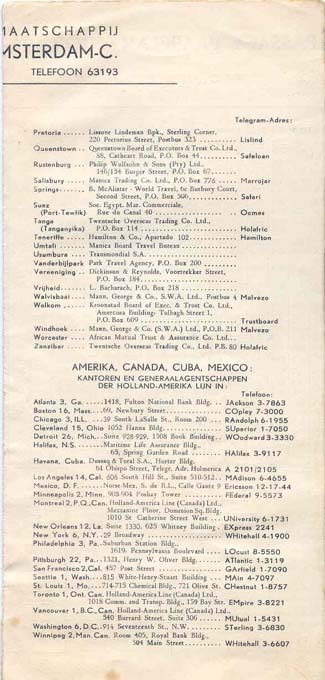 MAATSCHAPPIJ
MSTERDAM-C.
TELEFOON 63193
Telegram-Adres:
Pretoria ...... Lissone Lindeman Bpk., Sterling Corner,
220 Pretorius Street, Postbus 323 ........... Lislind
Queenstown .. Queenstown Board of Executors & Trust Co. Ltd.,
88, Cathcart Road, P.O. Box 44 ........... Safeloan
Rustenburg ... Philip Wulfsohn & Sons (Pty) Ltd.,
146/154 Burger Street, P.O. Box 67 .......
Salisbury ..... Manica Trading Co. Ltd., P.O. Box 776 ..... Marrojar
Springs ........ B. McAlister - World Travel, 6c Barbury Court,
Second Street, P.O. Box 506 ........... Safari
Suez Soc. Egypt. Mar. Commerciale,
(Port-Tewfik) Rue du Canal 40 .................... Ocmes
Tanga Twentsche Overzee Trading Co. Ltd.,
(Tanganyika) P.O. Box 114 ................... Holafric
Teneriffe ..... Hamilton & Co., Apartado 102 ............ Hamilton
Umtali ........ Manica Board Travel Bureau ..............
Usumbura .... Transmondial S.A. ....................
Vanderbijlpark Park Travel Agency, P.O. Box 200 .........
Vereeniging .. Dickinson & Reynolds, Voortrekker Street,
P.O. Box 184 ....................
Vrijheid ....... L. Bacharach, P.O. Box 218 ...............
Walvisbaai .... Mann, George & Co., S.W.A. Ltd., Postbus 4 Malvezo
Welkom ...... Kroonstad Board of Exec. & Trust Co. Ltd.,
Amercosa Building- Tulbagh Street 1,
P.O. Box 609 .................... Trustboard
Windhoek .... Mann, George & Co. (S.W.A.) Ltd., P.O.B. 211 Malvezo
Worcester .... African Mutual Trust & Assurance Co. Ltd...
Zanzibar ...... Twentsche Overzee Trading Co., Ltd., P.B. 80 Holafric
AMERIKA, CANADA, CUBA, MEXICO:
KANTOREN EN GENERAALAGENTSCHAPPEN
DER HOLLAND-AMERIKA LIJN IN:
Telefoon:
Atlanta 3, Ga. .....1418, Fulton National Bank Bldg. .. JAckson 3-7863
Boston 16, Mass. ...60, Newbury Street .............. COpley 7-3000
Chicago 3, ILL. ....39 South LaSalle St., Room 200 ... RAndolph 6-1955
Cleveland 15, Ohio 1052 Hanna Bldg. ............ SUperior 1-7050
Detroit 26, Mich. ..Suite 928-929, 1308 Book Building. WOodward 3-3330
Halifax, N.S. .......Maritime Life Assurance Bldg.,
65, Spring Garden Road ......... HAlifax 3-9117
Havana, Cuba. Dussaq & Toral S.A., Horter Bldg.
61 Obispo Street, Telegr. Adr. Holmerica A 2101/2105
Los Angeles 14, Cal. 606 South Hill St., Suite 510-512 .. MAdison 6-4655
Mexico, D. F. ......Norse Mex. S. de R.L., Calle Gante 9 Ericsson 12-17-44
Minneapolis 2, Minn. 903-904 Foshay Tower ......... FEderal 9-5573
Montreal 2, P.Q., Can. Holland-America Line (Canada) Ltd.,
Mezzanine Floor, Dominion Sq. Bldg.
1010 St Catherine Street West ... University 6-1731
New Orleans 12, La. Suite 1330, 625 Whitney Building . EXpress 2241
New York 6, N.Y. ..29 Broadway .................. WHitehall 4-1900
Philadelphia 3, Pa. .Suburban Station Bldg.,
1619, Pennsylvania Boulevard .... LOcust 8-5550
Pittsburgh 22, Pa. ..1321, Henry W. Oliver Bldg. .... ATlantic 1-3119
San Francisco 2, Cal. 457 Post Street ............. GArfield 1-7090
Seattle 1, Wash. ....815 White-Henry-Stuart Building ... MAin 4-7097
St. Louis 1, Mo. ....714-715 Chemical Bldg., 721 Olive St. CHestnut 1-8757
Toronto 1, Ont. Can. Holland-America Line (Canada) Ltd.,
1018 Comm. and Transp. Bldg., 159 Bay Str. EMpire 3-8221
Vancouver 1, B.C., Can. Holland-America Line (Canada) Ltd.,
540 Burrard Street, Suite 306 ...... MUtual 1-5431
Washington 6, D.C. .914 Seventeenth St., N.W. ........ STerling 3-6830
Winnipeg 2, Man. Can. Room 405, Royal Bank Bldg.,
504 Main Street ............... WHitehall 3-6607